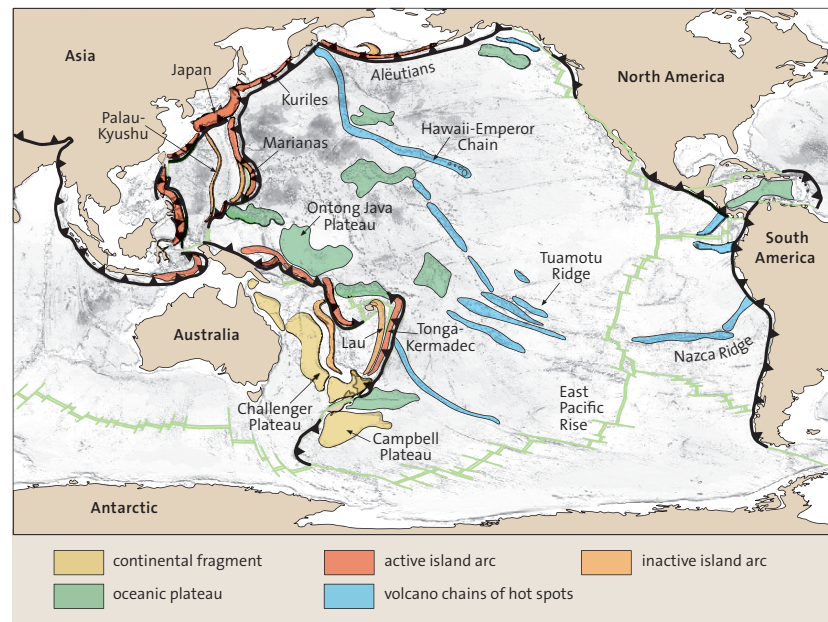 Asia
Japan
Kuriles
Alëutians
North America
Palau-
Kyushu
Marianas
Hawaii-Emperor
Chain
Ontong Java
Plateau
Tuamotu
Ridge
South
America
Australia
Lau
Tonga-
Kermadec
Nazca Ridge
Challenger
Plateau
Campbell
Plateau
East
Pacific
Rise
Antarctic
continental fragment
active island arc
inactive island arc
oceanic plateau
volcano chains of hot spots